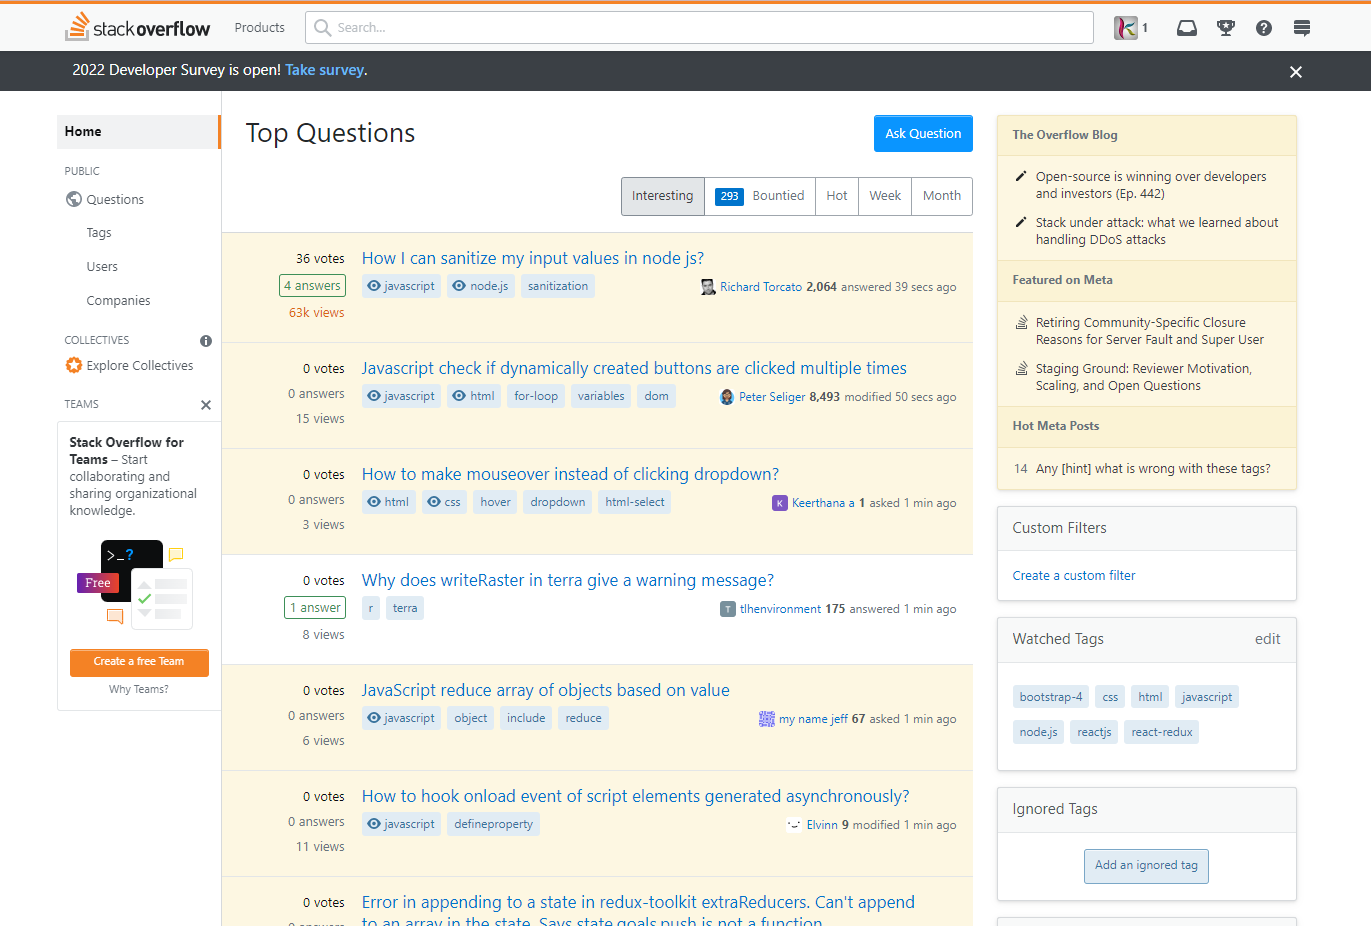 stackoverflow
Products
Search...
1
2022 Developer Survey is open! Take survey.
Home
PUBLIC
Questions
Tags
Users
Companies
COLLECTIVES
Explore Collectives
TEAMS
Stack Overflow for
Teams – Start
collaborating and
sharing organizational
knowledge.
>_?
Free
Create a free Team
Why Teams?
Top Questions
Ask Question
Interesting
293 Bountied
Hot
Week
Month
36 votes
4 answers
63k views
How I can sanitize my input values in node js?
javascript node.js sanitization
Richard Torcato 2,064 answered 39 secs ago
0 votes
0 answers
15 views
Javascript check if dynamically created buttons are clicked multiple times
javascript html for-loop variables dom
Peter Seliger 8,493 modified 50 secs ago
0 votes
0 answers
3 views
How to make mouseover instead of clicking dropdown?
html css hover dropdown html-select
K Keerthana a 1 asked 1 min ago
0 votes
1 answer
8 views
Why does writeRaster in terra give a warning message?
r terra
T tlhenvironment 175 answered 1 min ago
0 votes
0 answers
6 views
JavaScript reduce array of objects based on value
javascript object include reduce
my name jeff 67 asked 1 min ago
0 votes
0 answers
11 views
How to hook onload event of script elements generated asynchronously?
javascript defineproperty
Elvinn 9 modified 1 min ago
0 votes
0 answers
Error in appending to a state in redux-toolkit extraReducers. Can't append
to an array in the state. Says state.goals.push is not a function
The Overflow Blog
Open-source is winning over developers
and investors (Ep. 442)
Stack under attack: what we learned about
handling DDoS attacks
Featured on Meta
Retiring Community-Specific Closure
Reasons for Server Fault and Super User
Staging Ground: Reviewer Motivation,
Scaling, and Open Questions
Hot Meta Posts
14 Any [hint] what is wrong with these tags?
Custom Filters
Create a custom filter
Watched Tags
edit
bootstrap-4 css html javascript
node.js reactjs react-redux
Ignored Tags
Add an ignored tag